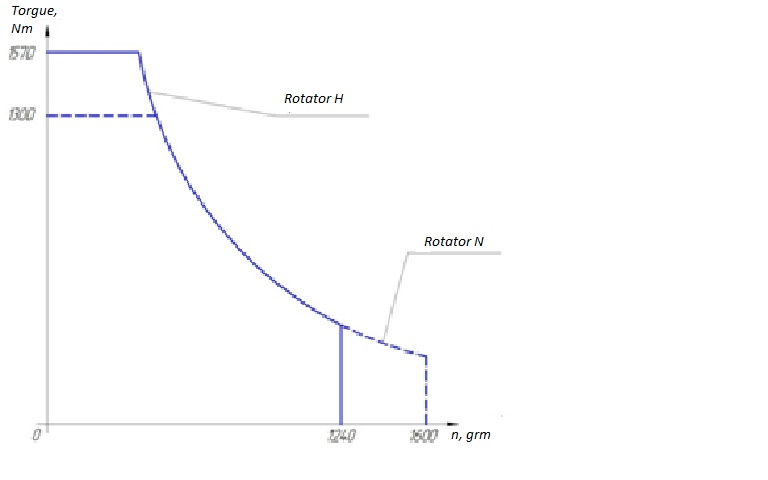 Torgue,
Nm
1570
1300
Rotator H
Rotator N
0
1240
1600
n, grm